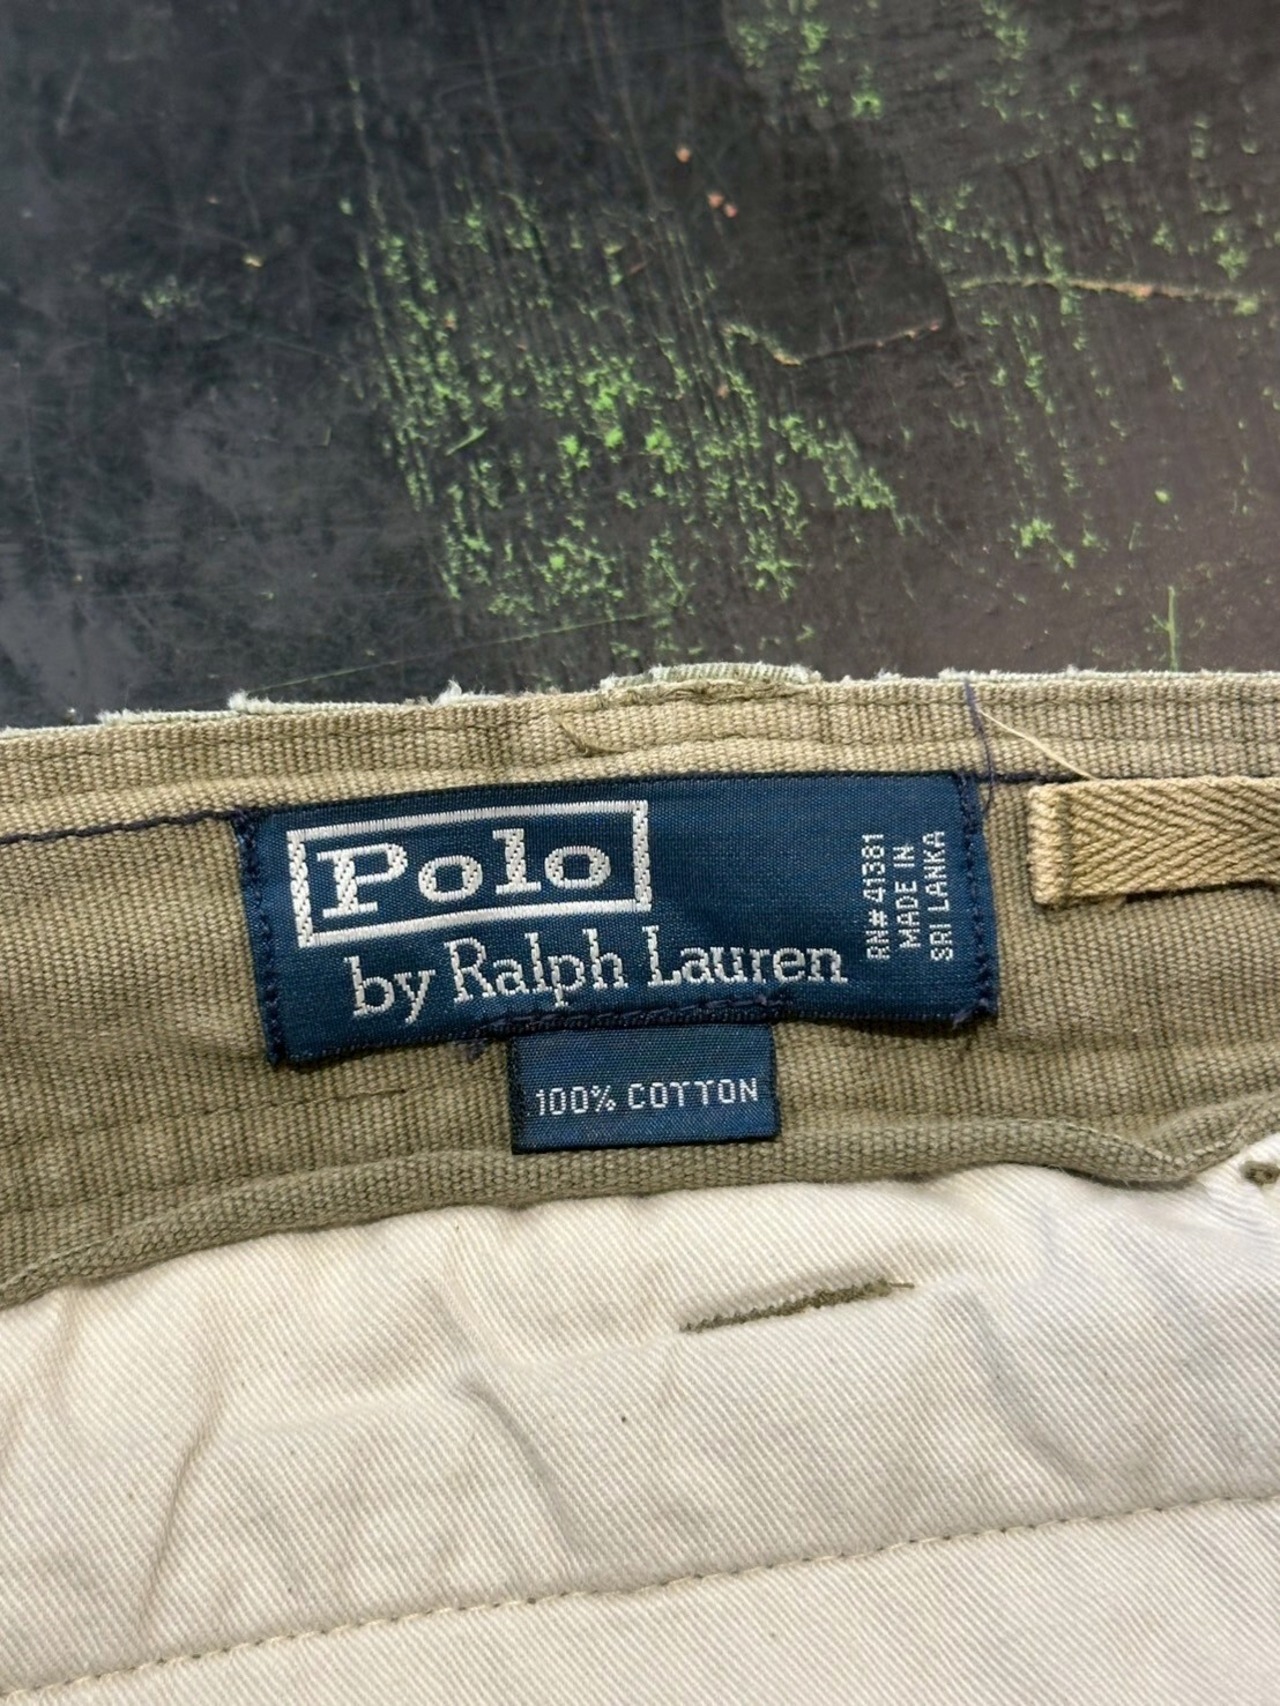 Polo
by Ralph Lauren
RN# 41381
MADE IN
SRI LANKA
100% COTTON